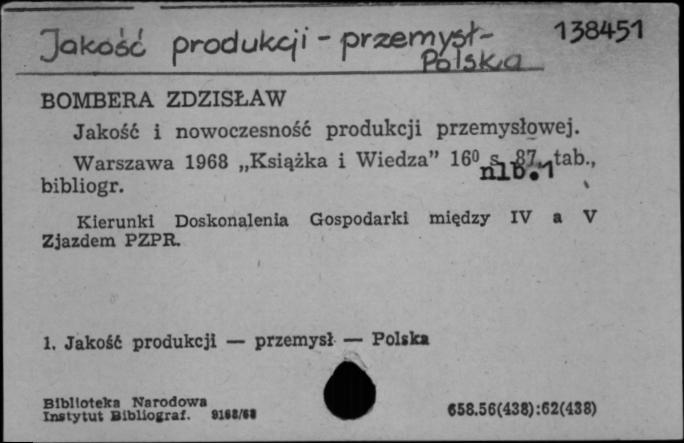 Jakość produkcji - przemysł - 138451
Polska
BOMBERA ZDZISŁAW
Jakość i nowoczesność produkcji przemysłowej.
Warszawa 1968 „Książka i Wiedza” 16⁰ s. 87, tab.,
nlb.1
bibliogr.
Kierunki Doskonalenia Gospodarki między IV a V
Zjazdem PZPR.
1. Jakość produkcji — przemysł — Polska
Biblioteka Narodowa
Instytut Bibliograf. 9168/68 658.56(438):62(438)